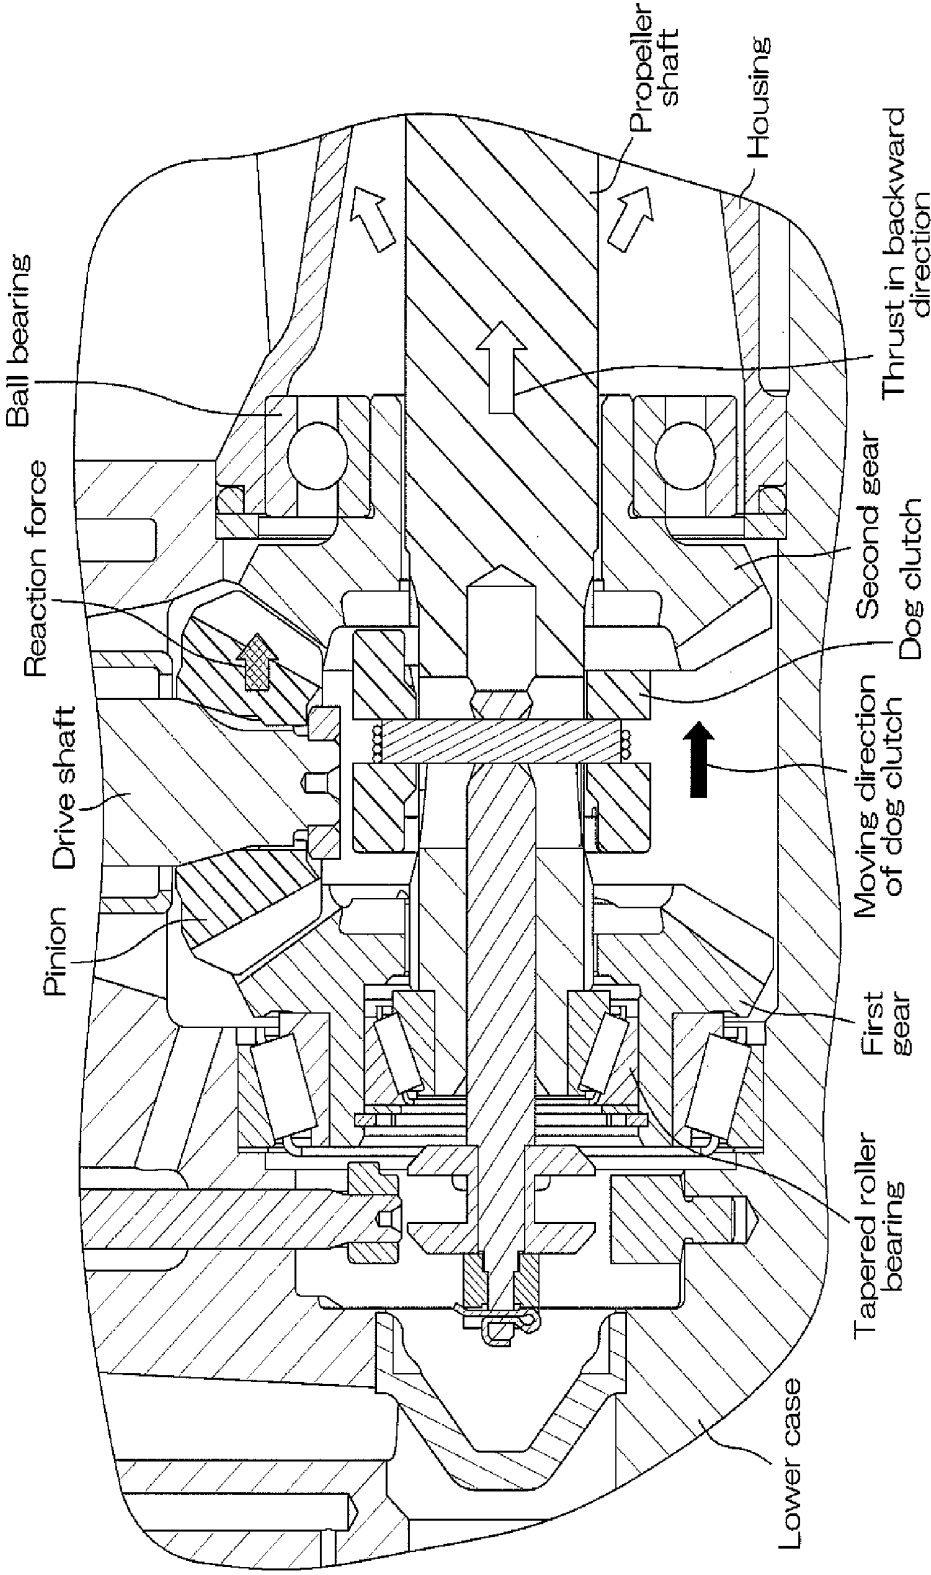 Pinion
Drive shaft
Reaction force
Ball bearing
Lower case
Tapered roller
bearing
First
gear
Moving direction
of dog clutch
Dog clutch
Second gear
Thrust in backward
direction
Housing
Propeller
shaft